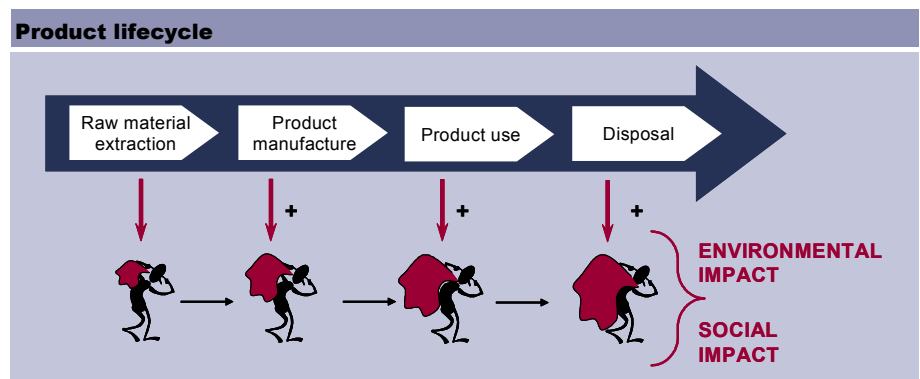 Product lifecycle
Raw material
extraction
Product
manufacture
Product use
Disposal
+
+
+
ENVIRONMENTAL
IMPACT
SOCIAL
IMPACT